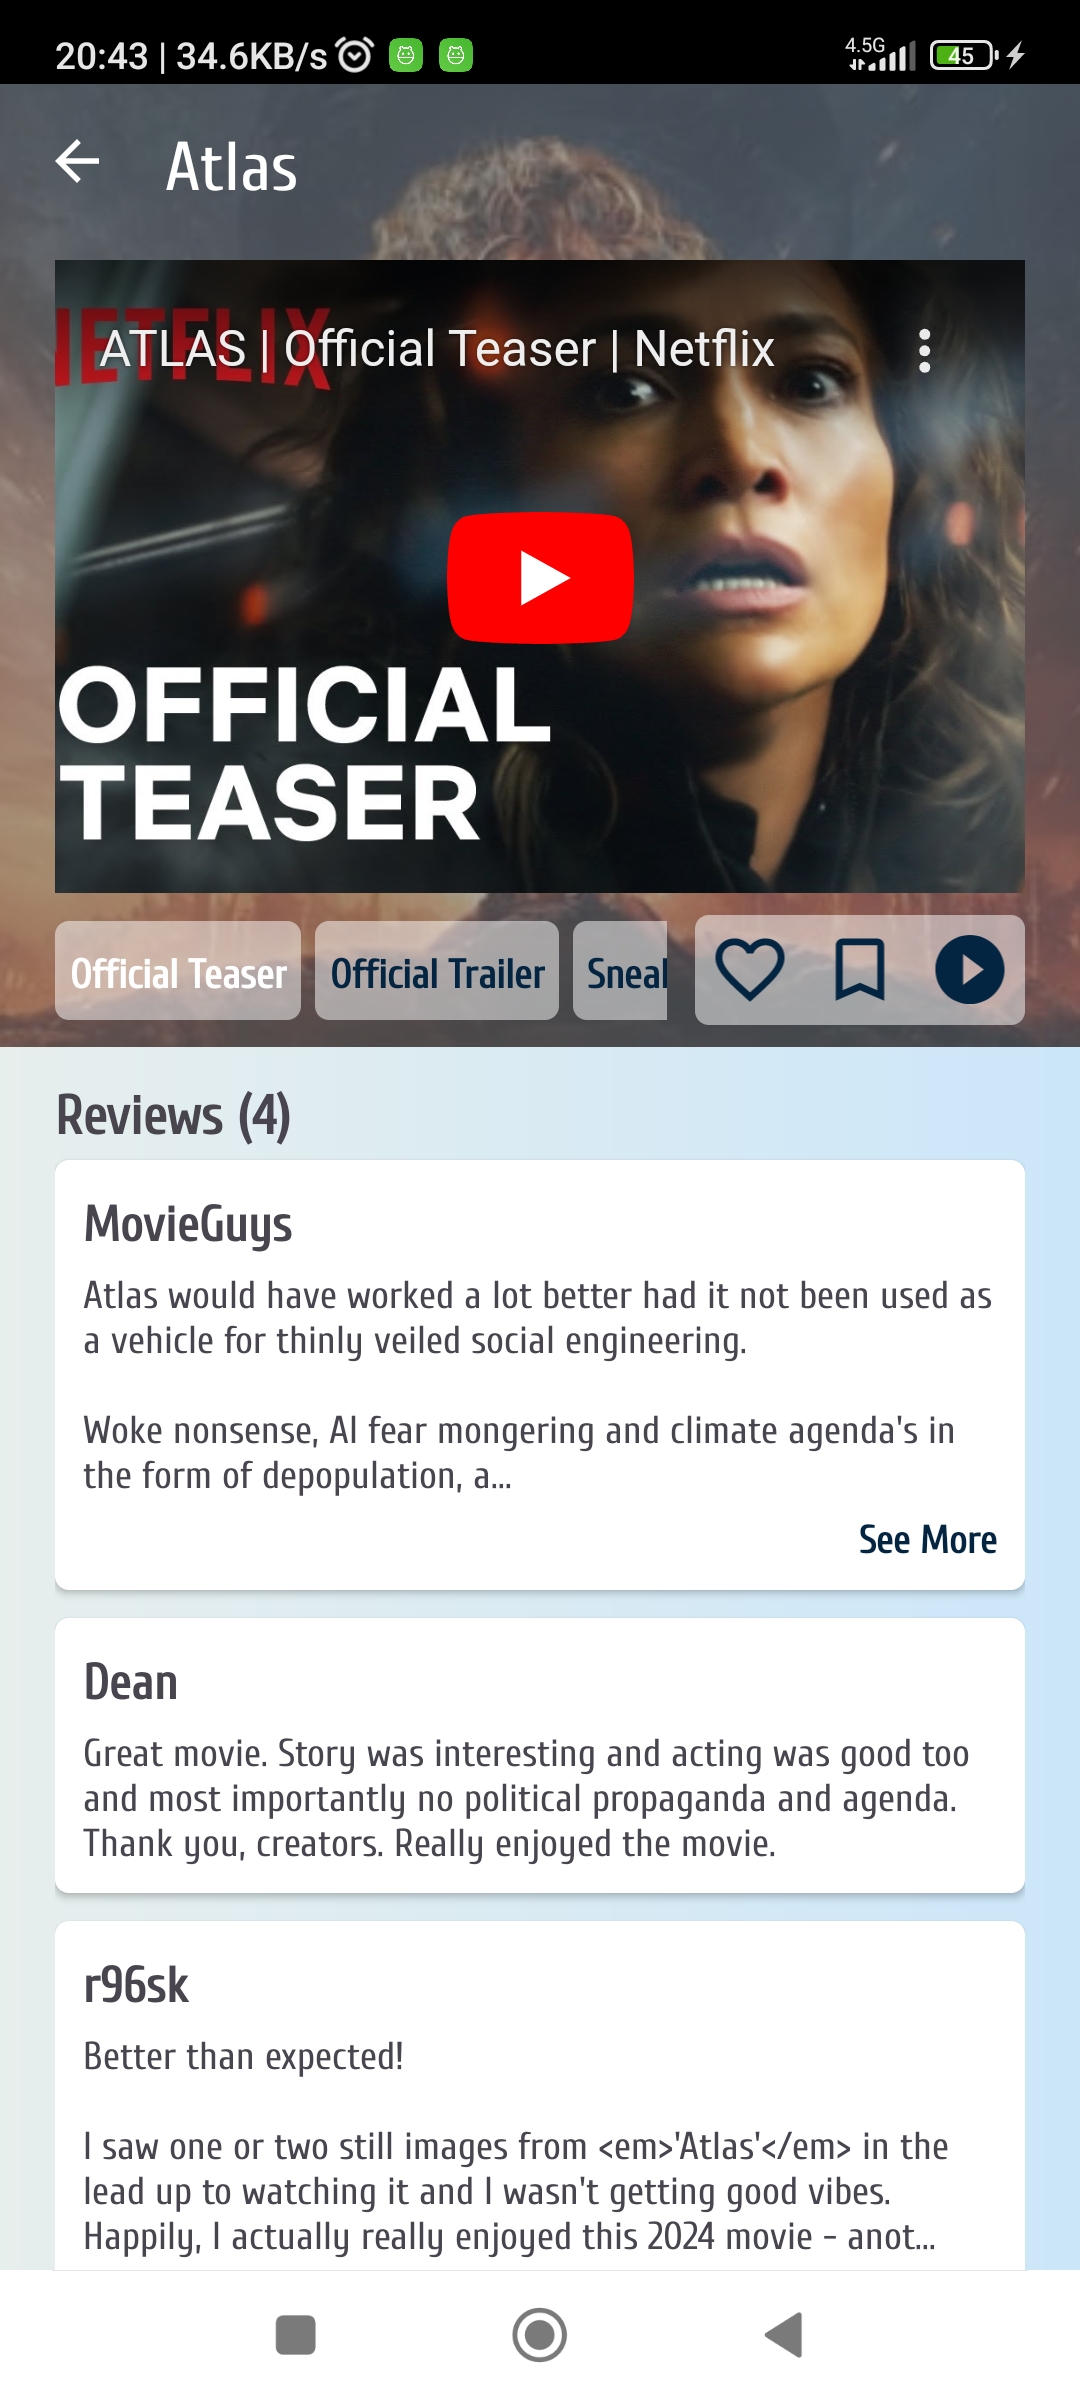 20:43 | 34.6KB/s
4.5G
45
Atlas
NETFLIX
ATLAS | Official Teaser | Netflix
OFFICIAL
TEASER
Official Teaser
Official Trailer
Sneak
Reviews (4)
MovieGuys
Atlas would have worked a lot better had it not been used as
a vehicle for thinly veiled social engineering.
Woke nonsense, AI fear mongering and climate agenda's in
the form of depopulation, a...
See More
Dean
Great movie. Story was interesting and acting was good too
and most importantly no political propaganda and agenda.
Thank you, creators. Really enjoyed the movie.
r96sk
Better than expected!
I saw one or two still images from <em>'Atlas'</em> in the
lead up to watching it and I wasn't getting good vibes.
Happily, I actually really enjoyed this 2024 movie - anot...